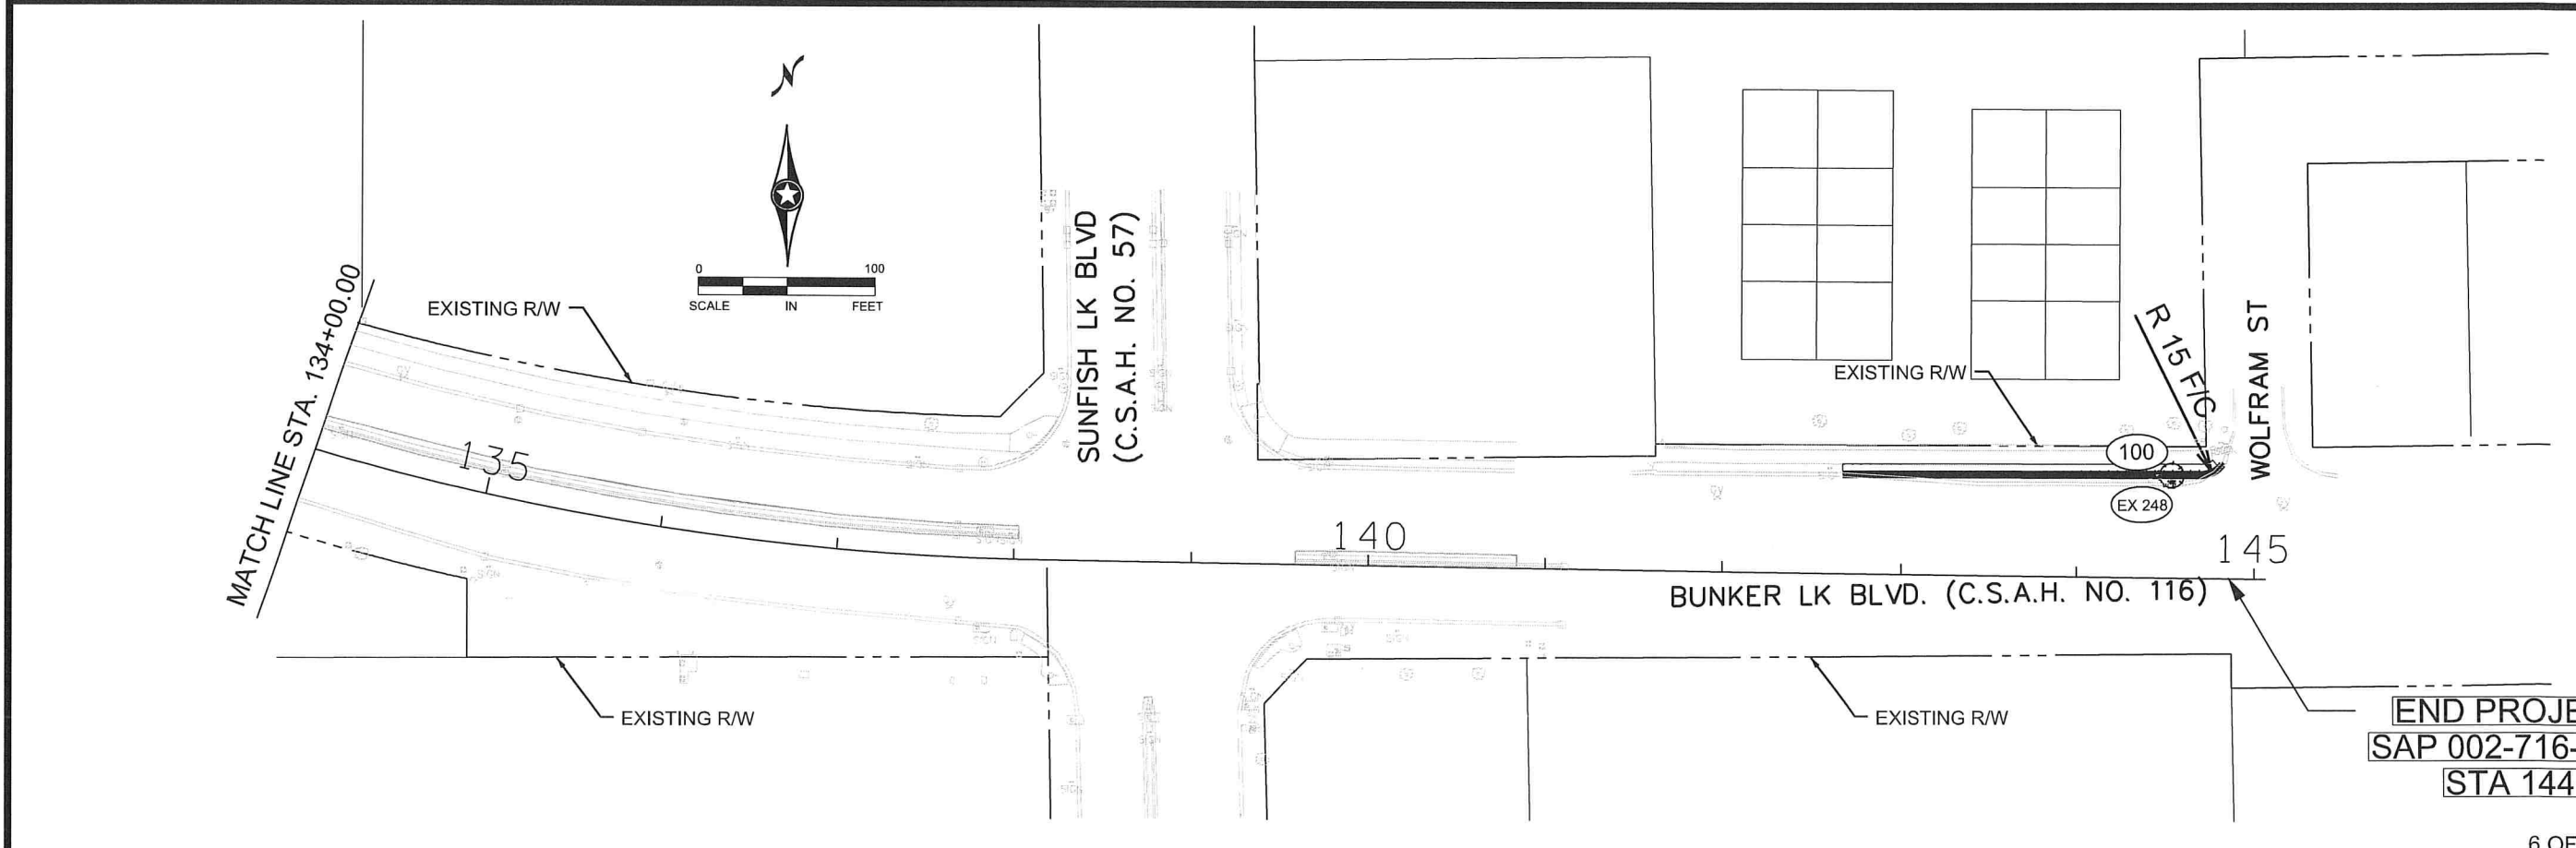 N
0 100
SCALE IN FEET
MATCH LINE STA. 134+00.00
EXISTING R/W
135
SUNFISH LK BLVD
(C.S.A.H. NO. 57)
EXISTING R/W
R 15 F/C
WOLFRAM ST
100
EX 248
140
145
BUNKER LK BLVD. (C.S.A.H. NO. 116)
EXISTING R/W
EXISTING R/W
END PROJE
SAP 002-716-
STA 144
6 OF